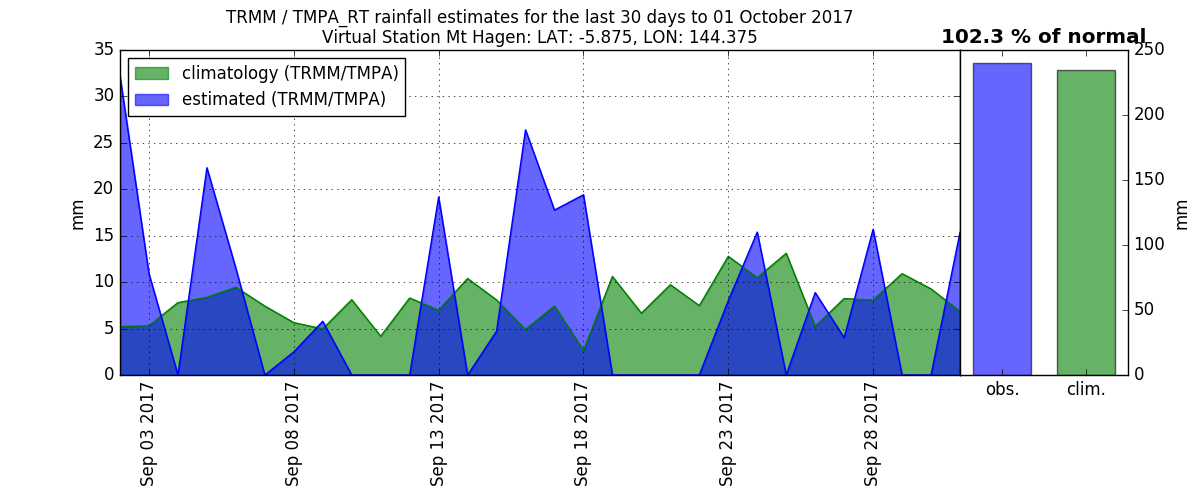 TRMM / TMPA_RT rainfall estimates for the last 30 days to 01 October 2017
Virtual Station Mt Hagen: LAT: -5.875, LON: 144.375
102.3 % of normal
climatology (TRMM/TMPA)
estimated (TRMM/TMPA)
35
30
25
20
15
10
5
0
mm
Sep 03 2017
Sep 08 2017
Sep 13 2017
Sep 18 2017
Sep 23 2017
Sep 28 2017
obs.
clim.
250
200
150
100
50
0
mm